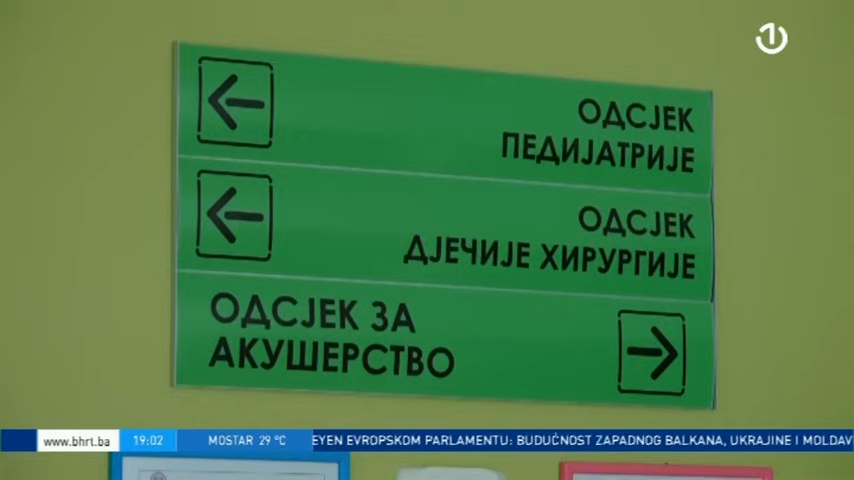 ОДСЈЕК
ПЕДИЈАТРИЈЕ
ОДСЈЕК
ДЈЕЧИЈЕ ХИРУРГИЈЕ
ОДСЈЕК ЗА
АКУШЕРСТВО
www.bhrt.ba 19:02 MOSTAR 29 °C EYEN EVROPSKOM PARLAMENTU: BUDUĆNOST ZAPADNOG BALKANA, UKRAJINE I MOLDAV